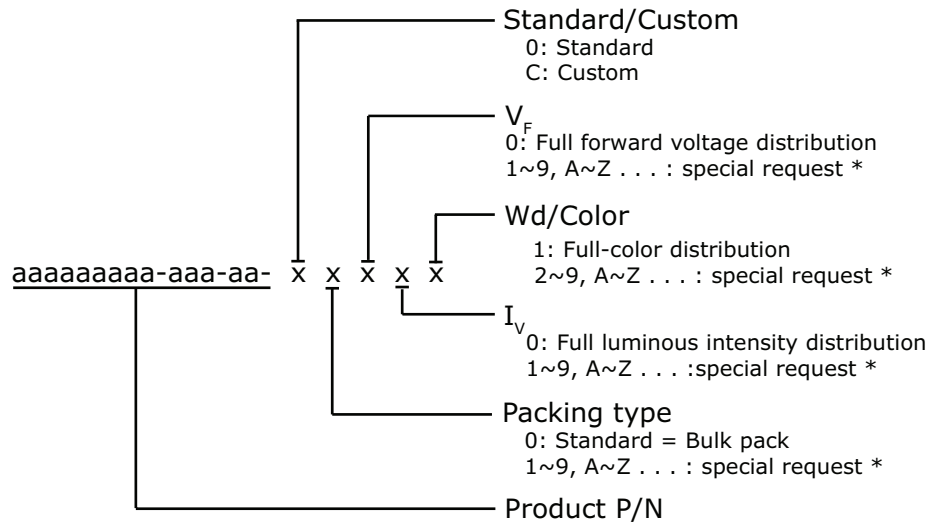 Standard/Custom
0: Standard
C: Custom
VF
0: Full forward voltage distribution
1~9, A~Z . . . : special request *
Wd/Color
1: Full-color distribution
2~9, A~Z . . . : special request *
aaaaaaaaa-aaa-aa- x x x x x
IV
0: Full luminous intensity distribution
1~9, A~Z . . . :special request *
Packing type
0: Standard = Bulk pack
1~9, A~Z . . . : special request *
Product P/N